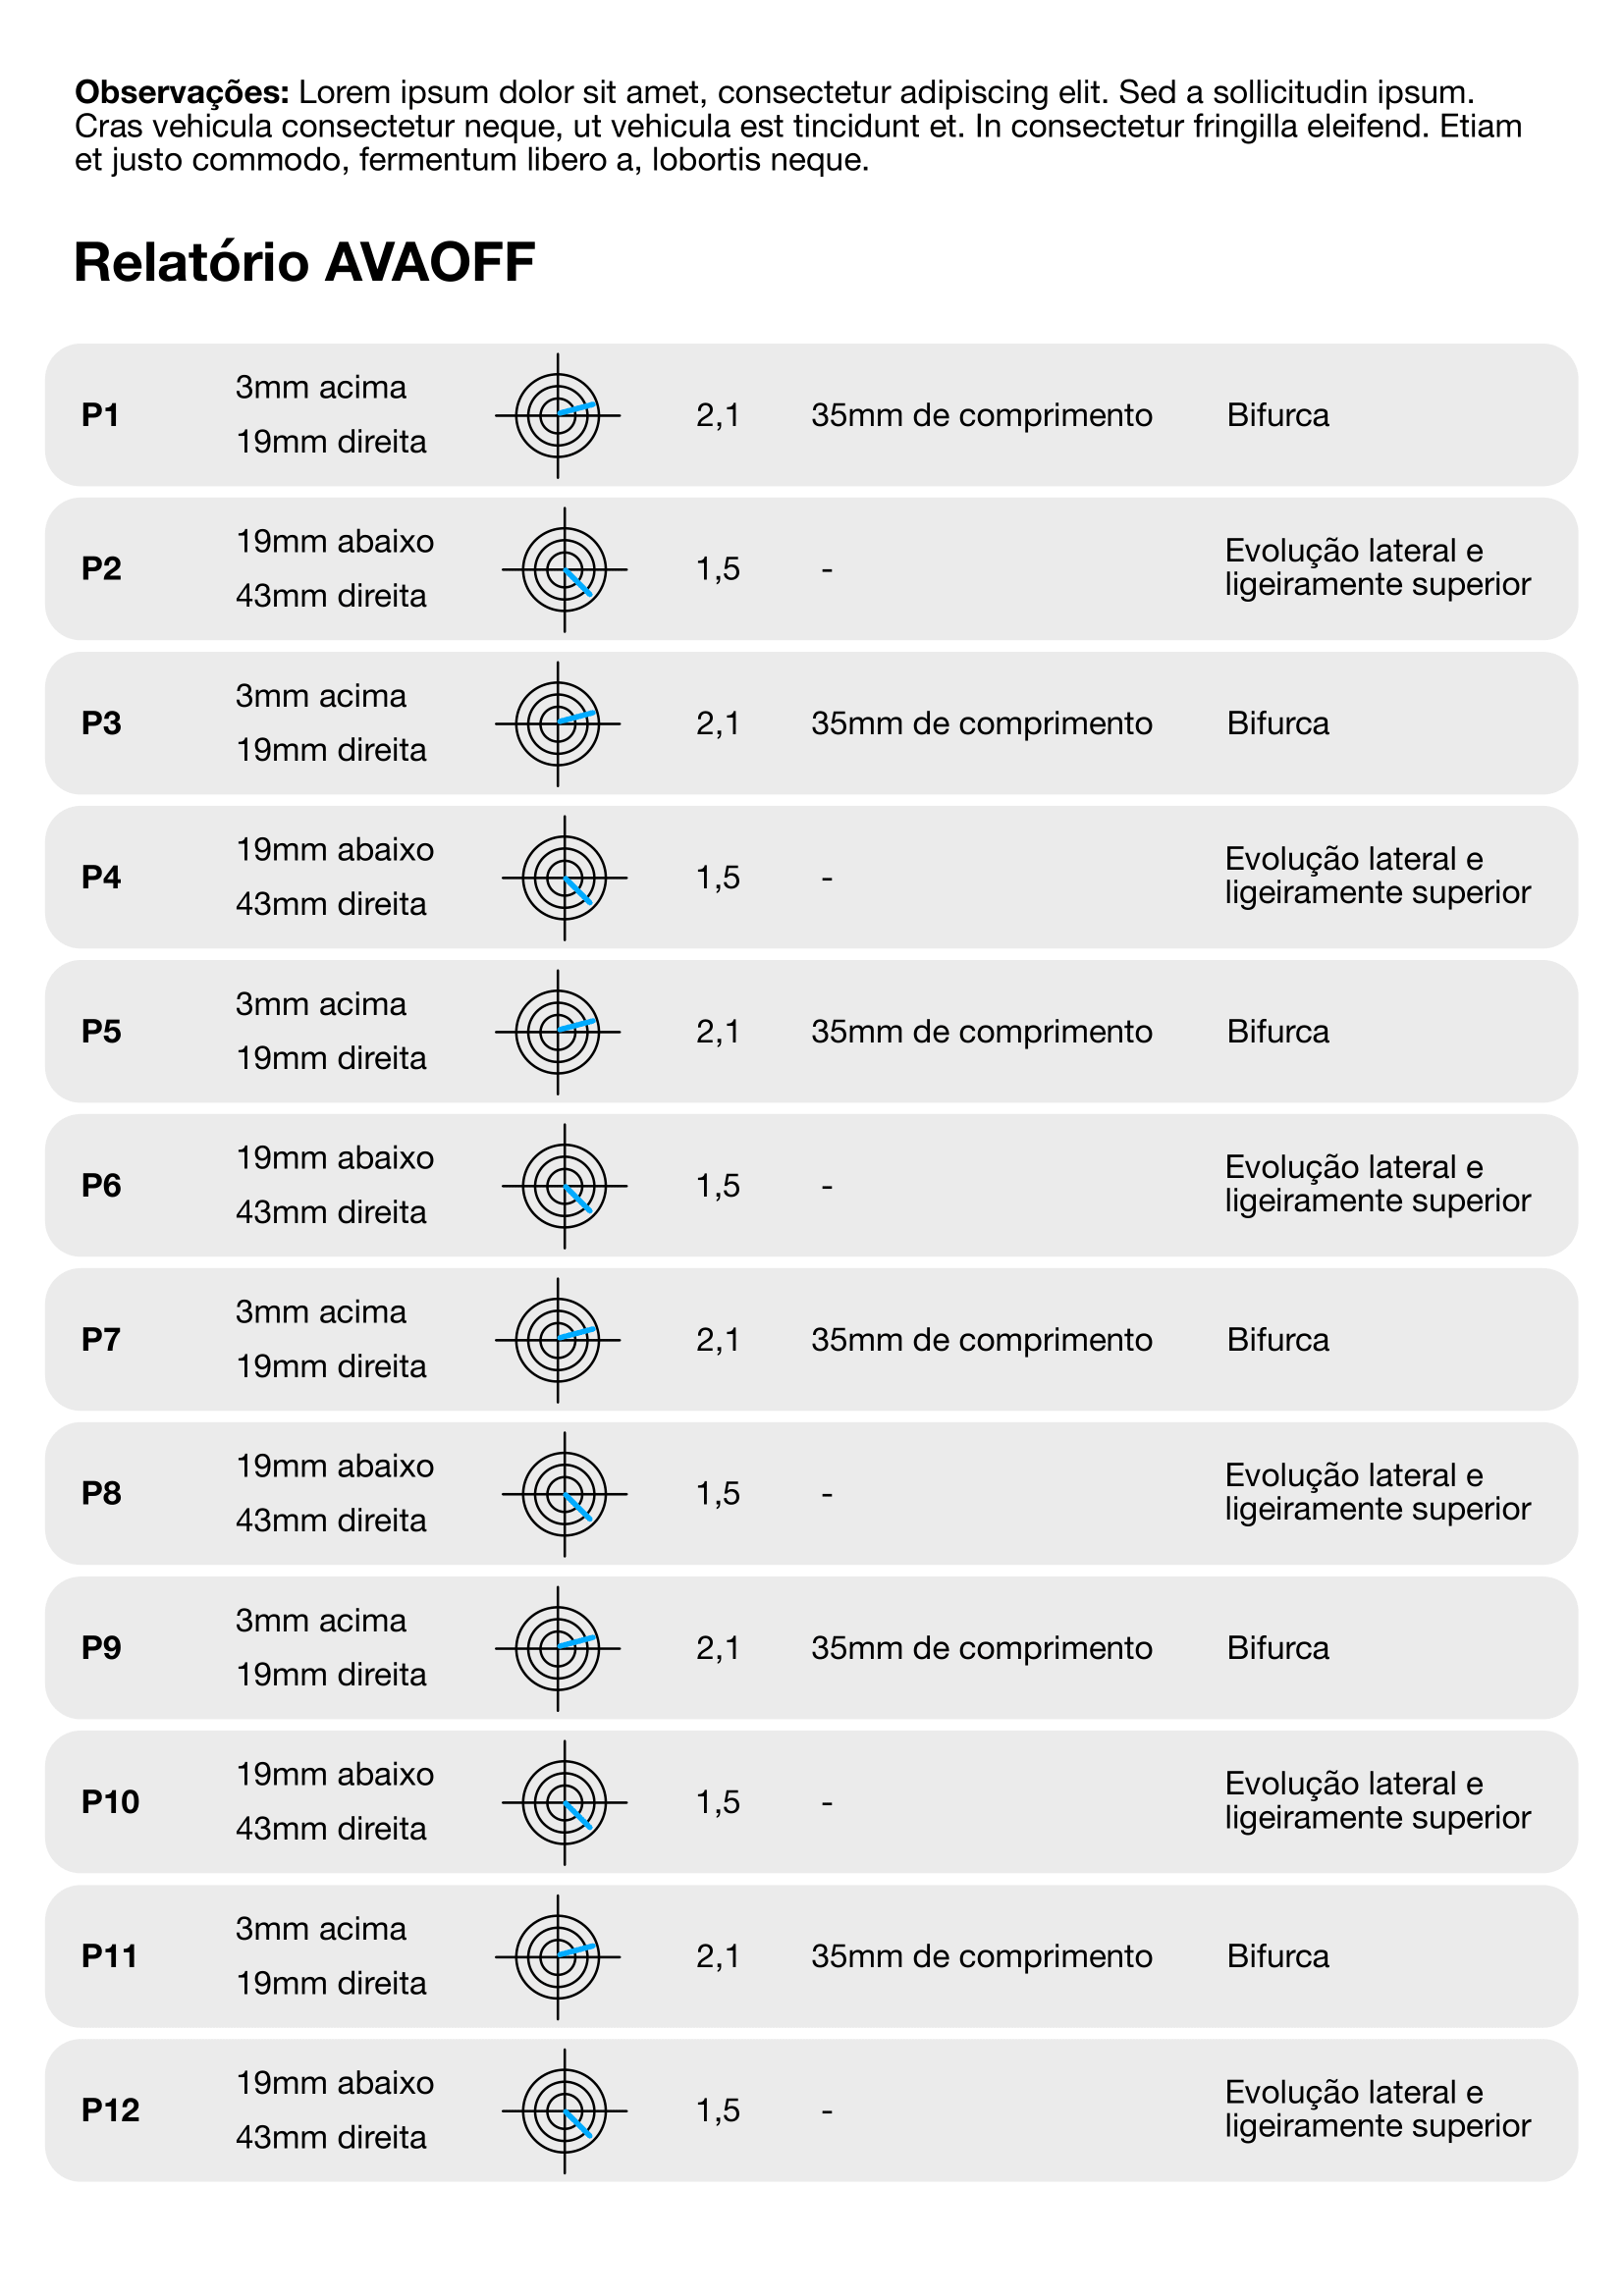 Observações: Lorem ipsum dolor sit amet, consectetur adipiscing elit. Sed a sollicitudin ipsum.
Cras vehicula consectetur neque, ut vehicula est tincidunt et. In consectetur fringilla eleifend. Etiam
et justo commodo, fermentum libero a, lobortis neque.
Relatório AVAOFF
3mm acima
P1 2,1 35mm de comprimento Bifurca
19mm direita
19mm abaixo
P2 1,5 -
43mm direita
Evolução lateral e
ligeiramente superior
3mm acima
P3 2,1 35mm de comprimento Bifurca
19mm direita
19mm abaixo
P4 1,5 -
43mm direita
Evolução lateral e
ligeiramente superior
3mm acima
P5 2,1 35mm de comprimento Bifurca
19mm direita
19mm abaixo
P6 1,5 -
43mm direita
Evolução lateral e
ligeiramente superior
3mm acima
P7 2,1 35mm de comprimento Bifurca
19mm direita
19mm abaixo
P8 1,5 -
43mm direita
Evolução lateral e
ligeiramente superior
3mm acima
P9 2,1 35mm de comprimento Bifurca
19mm direita
19mm abaixo
P10 1,5 -
43mm direita
Evolução lateral e
ligeiramente superior
3mm acima
P11 2,1 35mm de comprimento Bifurca
19mm direita
19mm abaixo
P12 1,5 -
43mm direita
Evolução lateral e
ligeiramente superior